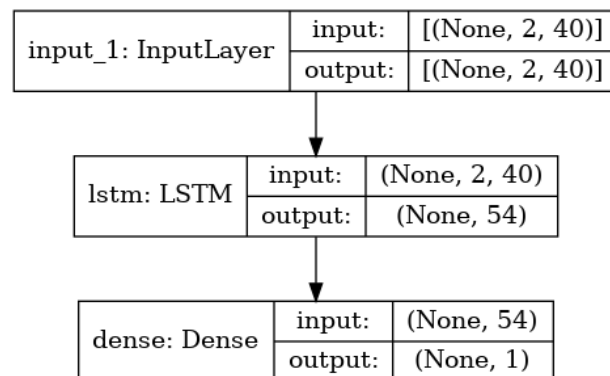 input_1: InputLayer
input: [(None, 2, 40)]
output: [(None, 2, 40)]
lstm: LSTM
input: (None, 2, 40)
output: (None, 54)
dense: Dense
input: (None, 54)
output: (None, 1)